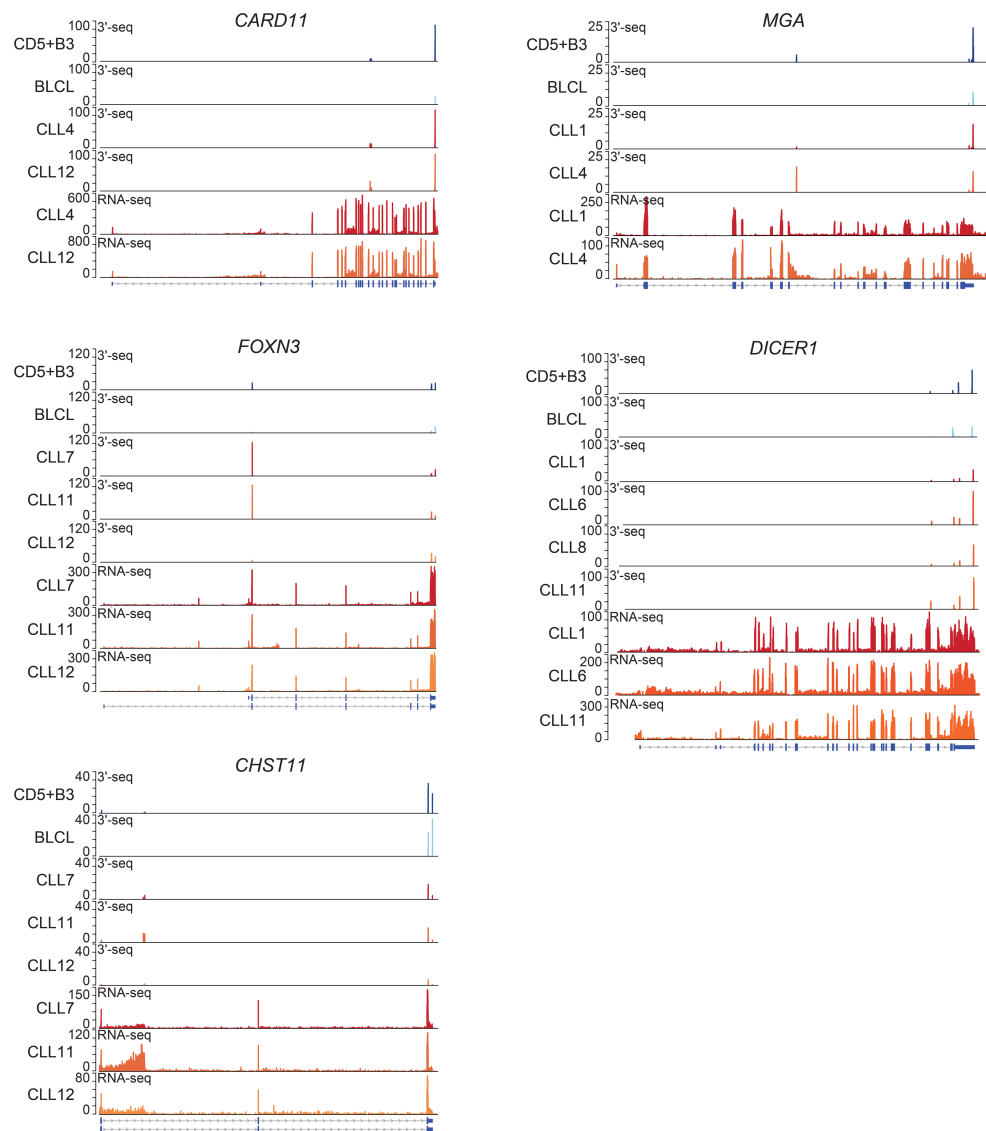 CARD11
100 3'-seq
CD5+B3
0
100 3'-seq
BLCL
0
100 3'-seq
CLL4
0
100 3'-seq
CLL12
0
600 RNA-seq
CLL4
0
800 RNA-seq
CLL12
0
MGA
25 3'-seq
CD5+B3
0
25 3'-seq
BLCL
0
25 3'-seq
CLL1
0
25 3'-seq
CLL4
0
250 RNA-seq
CLL1
0
100 RNA-seq
CLL4
0
FOXN3
120 3'-seq
CD5+B3
0
120 3'-seq
BLCL
0
120 3'-seq
CLL7
0
120 3'-seq
CLL11
0
120 3'-seq
CLL12
0
300 RNA-seq
CLL7
0
300 RNA-seq
CLL11
0
300 RNA-seq
CLL12
0
DICER1
100 3'-seq
CD5+B3
0
100 3'-seq
BLCL
0
100 3'-seq
CLL1
0
100 3'-seq
CLL6
0
100 3'-seq
CLL8
0
100 3'-seq
CLL11
0
100 RNA-seq
CLL1
0
200 RNA-seq
CLL6
0
300 RNA-seq
CLL11
0
CHST11
40 3'-seq
CD5+B3
0
40 3'-seq
BLCL
0
40 3'-seq
CLL7
0
40 3'-seq
CLL11
0
40 3'-seq
CLL12
0
150 RNA-seq
CLL7
0
120 RNA-seq
CLL11
0
80 RNA-seq
CLL12
0